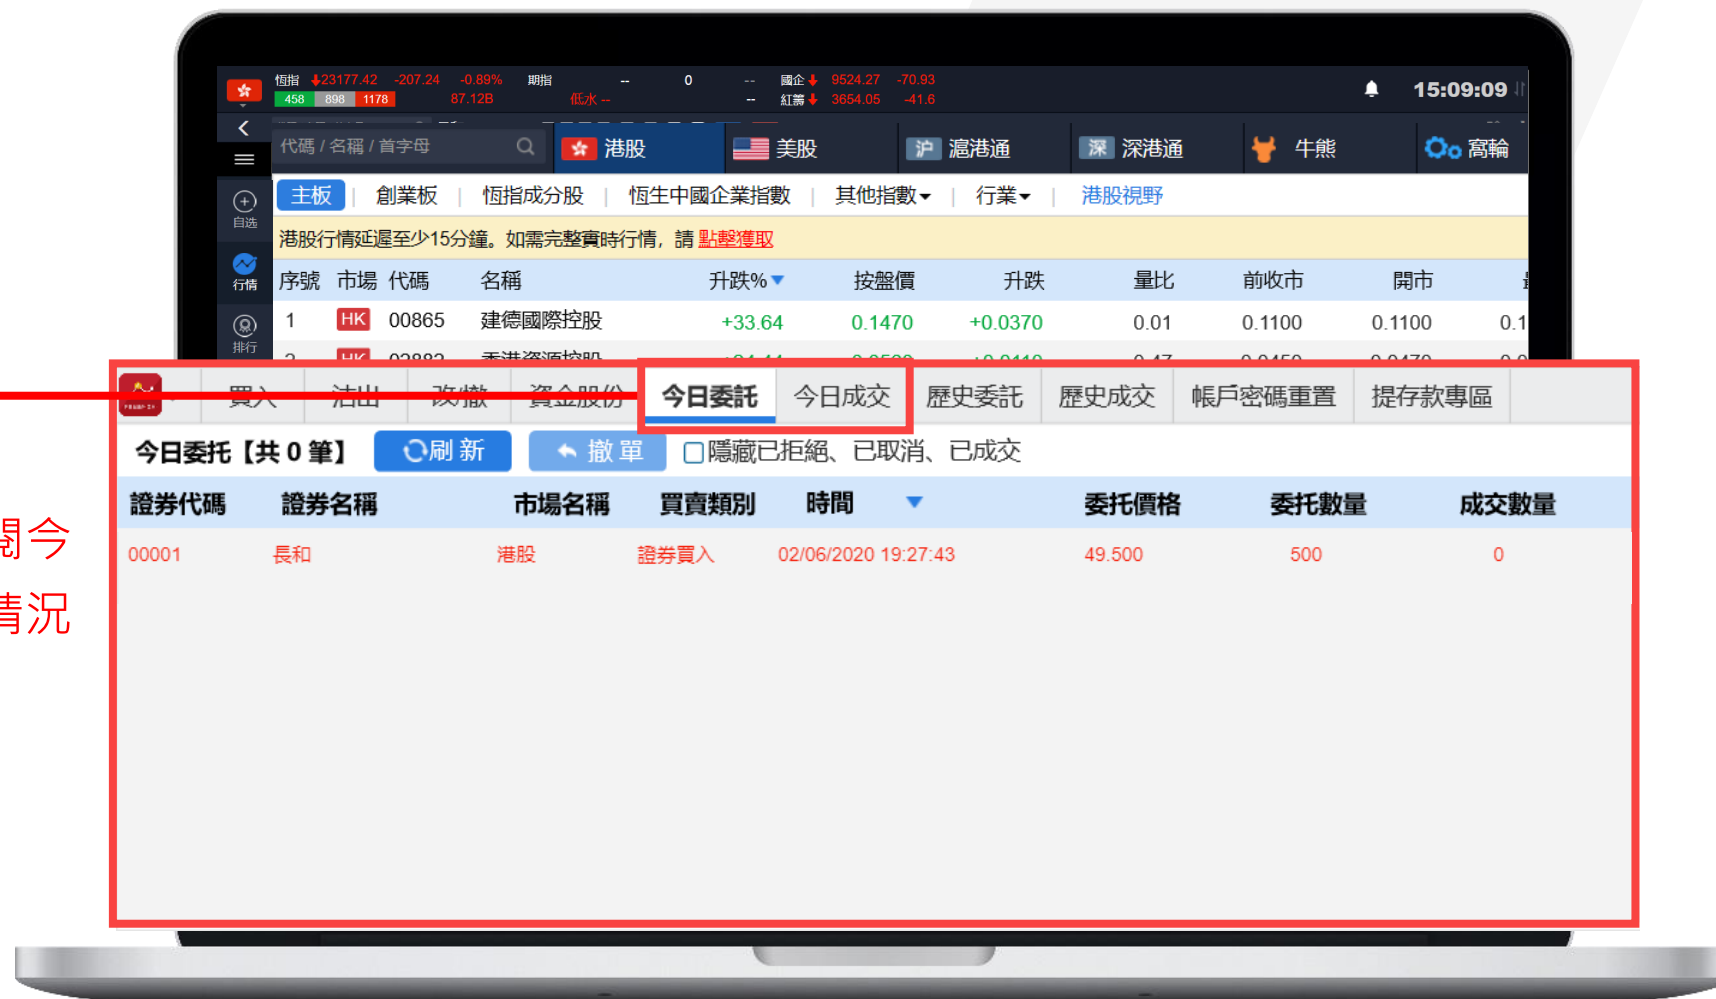 恆指 23177.42 -207.24 -0.89% 期指 -- 0 -- 國企 9524.27 -70.93
458 898 1178 87.12B 低水 -- -- 紅籌 3654.05 -41.6
15:09:09
代碼 / 名稱 / 首字母 港股 美股 沪 滬港通 深 深港通 牛熊 窩輪
自选
行情
排行
主板 | 創業板 | 恆指成分股 | 恆生中國企業指數 | 其他指數 | 行業 | 港股視野
港股行情延遲至少15分鐘。如需完整實時行情, 請 點擊獲取
序號 市場 代碼 名稱 升跌% 按盤價 升跌 量比 前收市 開市
1 HK 00865 建德國際控股 +33.64 0.1470 +0.0370 0.01 0.1100 0.1100 0.1
買入 沽出 改/撤 資金股份 今日委託 今日成交 歷史委託 歷史成交 帳戶密碼重置 提存款專區
今日委托【共 0 筆】 刷 新 撤 單 隱藏已拒絕、已取消、已成交
證券代碼 證券名稱 市場名稱 買賣類別 時間 委托價格 委托數量 成交數量
00001 長和 港股 證券買入 02/06/2020 19:27:43 49.500 500 0
閱今
情況